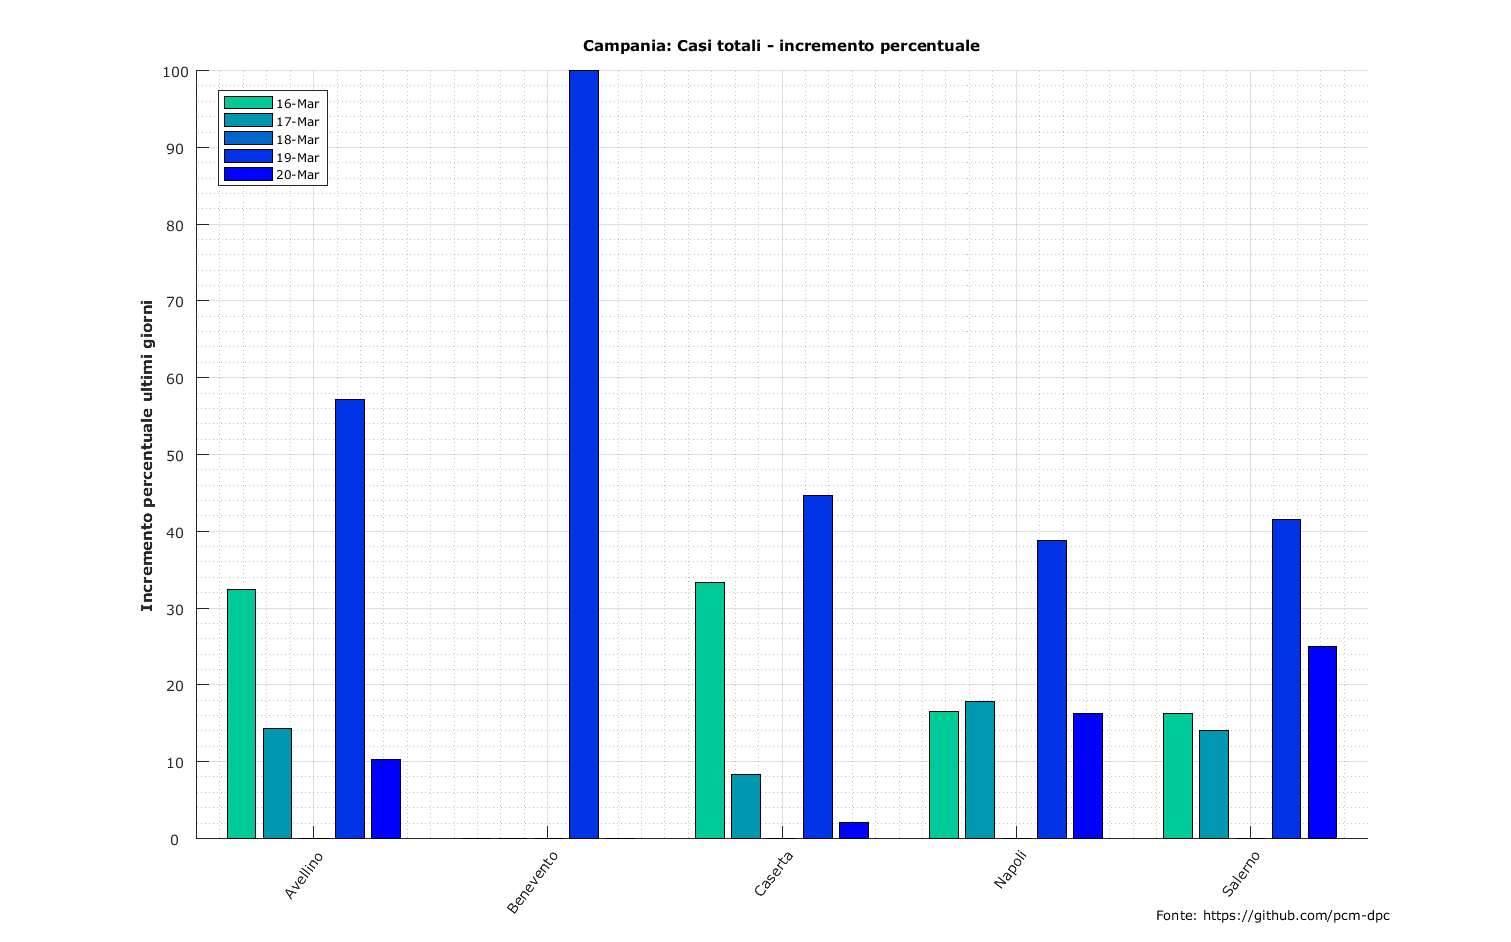 Campania: Casi totali - incremento percentuale
16-Mar
17-Mar
18-Mar
19-Mar
20-Mar
Incremento percentuale ultimi giorni
100
90
80
70
60
50
40
30
20
10
0
Avellino
Benevento
Caserta
Napoli
Salerno
Fonte: https://github.com/pcm-dpc